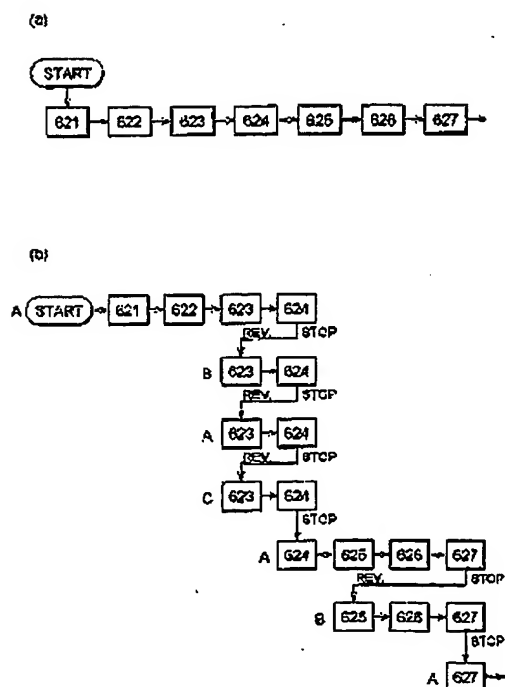 (a)
START
621 622 623 624 625 626 627
(b)
A START 621 622 623 624
REV. STOP
B 623 624
REV. STOP
A 623 624
REV. STOP
C 623 624
STOP
A 624 625 626 627
REV. STOP
B 625 626 627
STOP
A 627